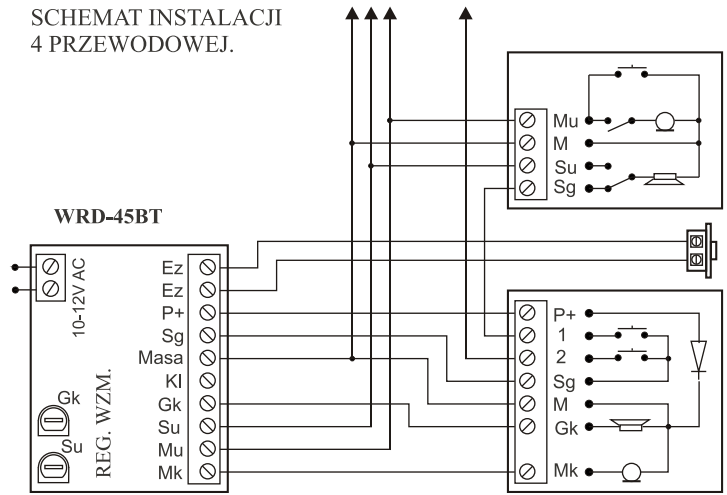 SCHEMAT INSTALACJI
4 PRZEWODOWEJ.
Mu
M
Su
Sg
WRD-45BT
10-12V AC
Ez
Ez
P+
Sg
Masa
KI
Gk
Su
Mu
Mk
Gk
Su
REG. WZM.
P+
1
2
Sg
M
Gk
Mk